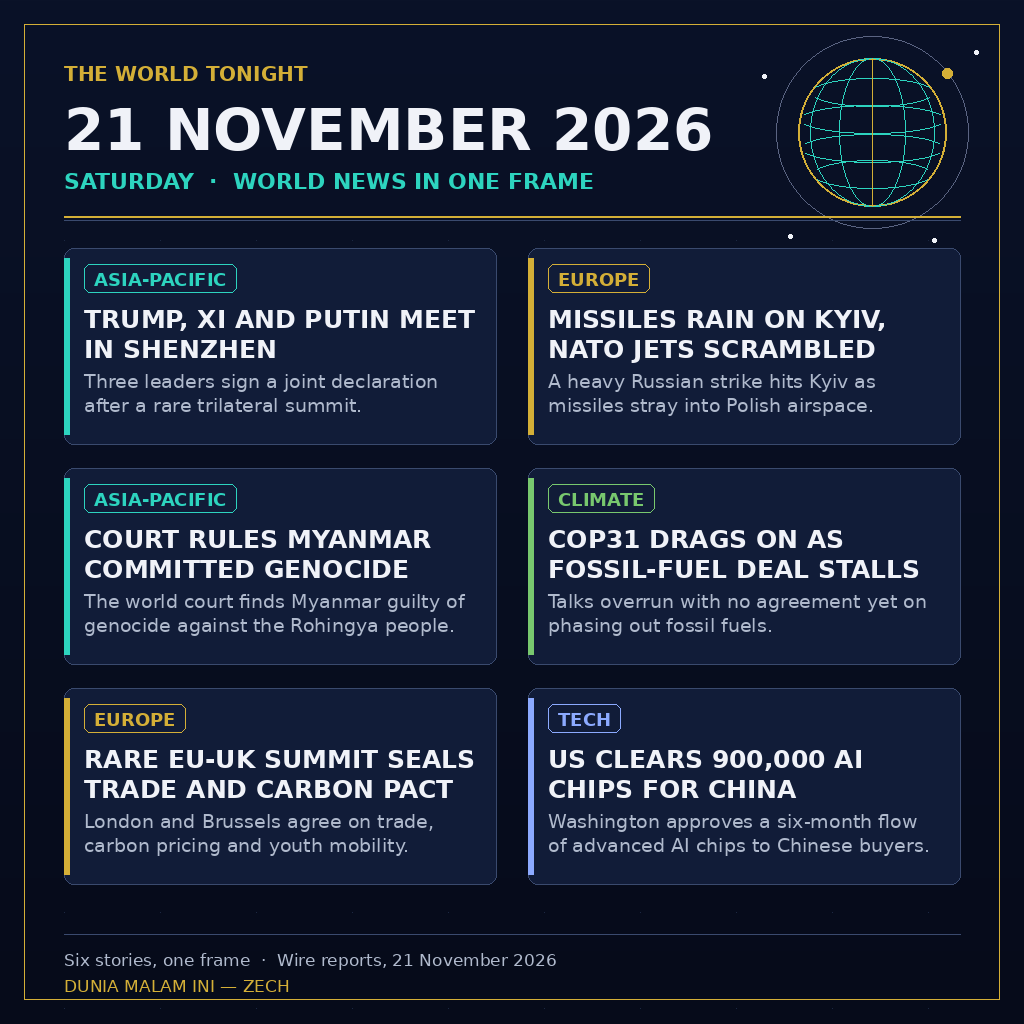 THE WORLD TONIGHT
21 NOVEMBER 2026
SATURDAY · WORLD NEWS IN ONE FRAME
ASIA-PACIFIC
TRUMP, XI AND PUTIN MEET
IN SHENZHEN
Three leaders sign a joint declaration
after a rare trilateral summit.
EUROPE
MISSILES RAIN ON KYIV,
NATO JETS SCRAMBLED
A heavy Russian strike hits Kyiv as
missiles stray into Polish airspace.
ASIA-PACIFIC
COURT RULES MYANMAR
COMMITTED GENOCIDE
The world court finds Myanmar guilty of
genocide against the Rohingya people.
CLIMATE
COP31 DRAGS ON AS
FOSSIL-FUEL DEAL STALLS
Talks overrun with no agreement yet on
phasing out fossil fuels.
EUROPE
RARE EU-UK SUMMIT SEALS
TRADE AND CARBON PACT
London and Brussels agree on trade,
carbon pricing and youth mobility.
TECH
US CLEARS 900,000 AI
CHIPS FOR CHINA
Washington approves a six-month flow
of advanced AI chips to Chinese buyers.
Six stories, one frame · Wire reports, 21 November 2026
DUNIA MALAM INI — ZECH